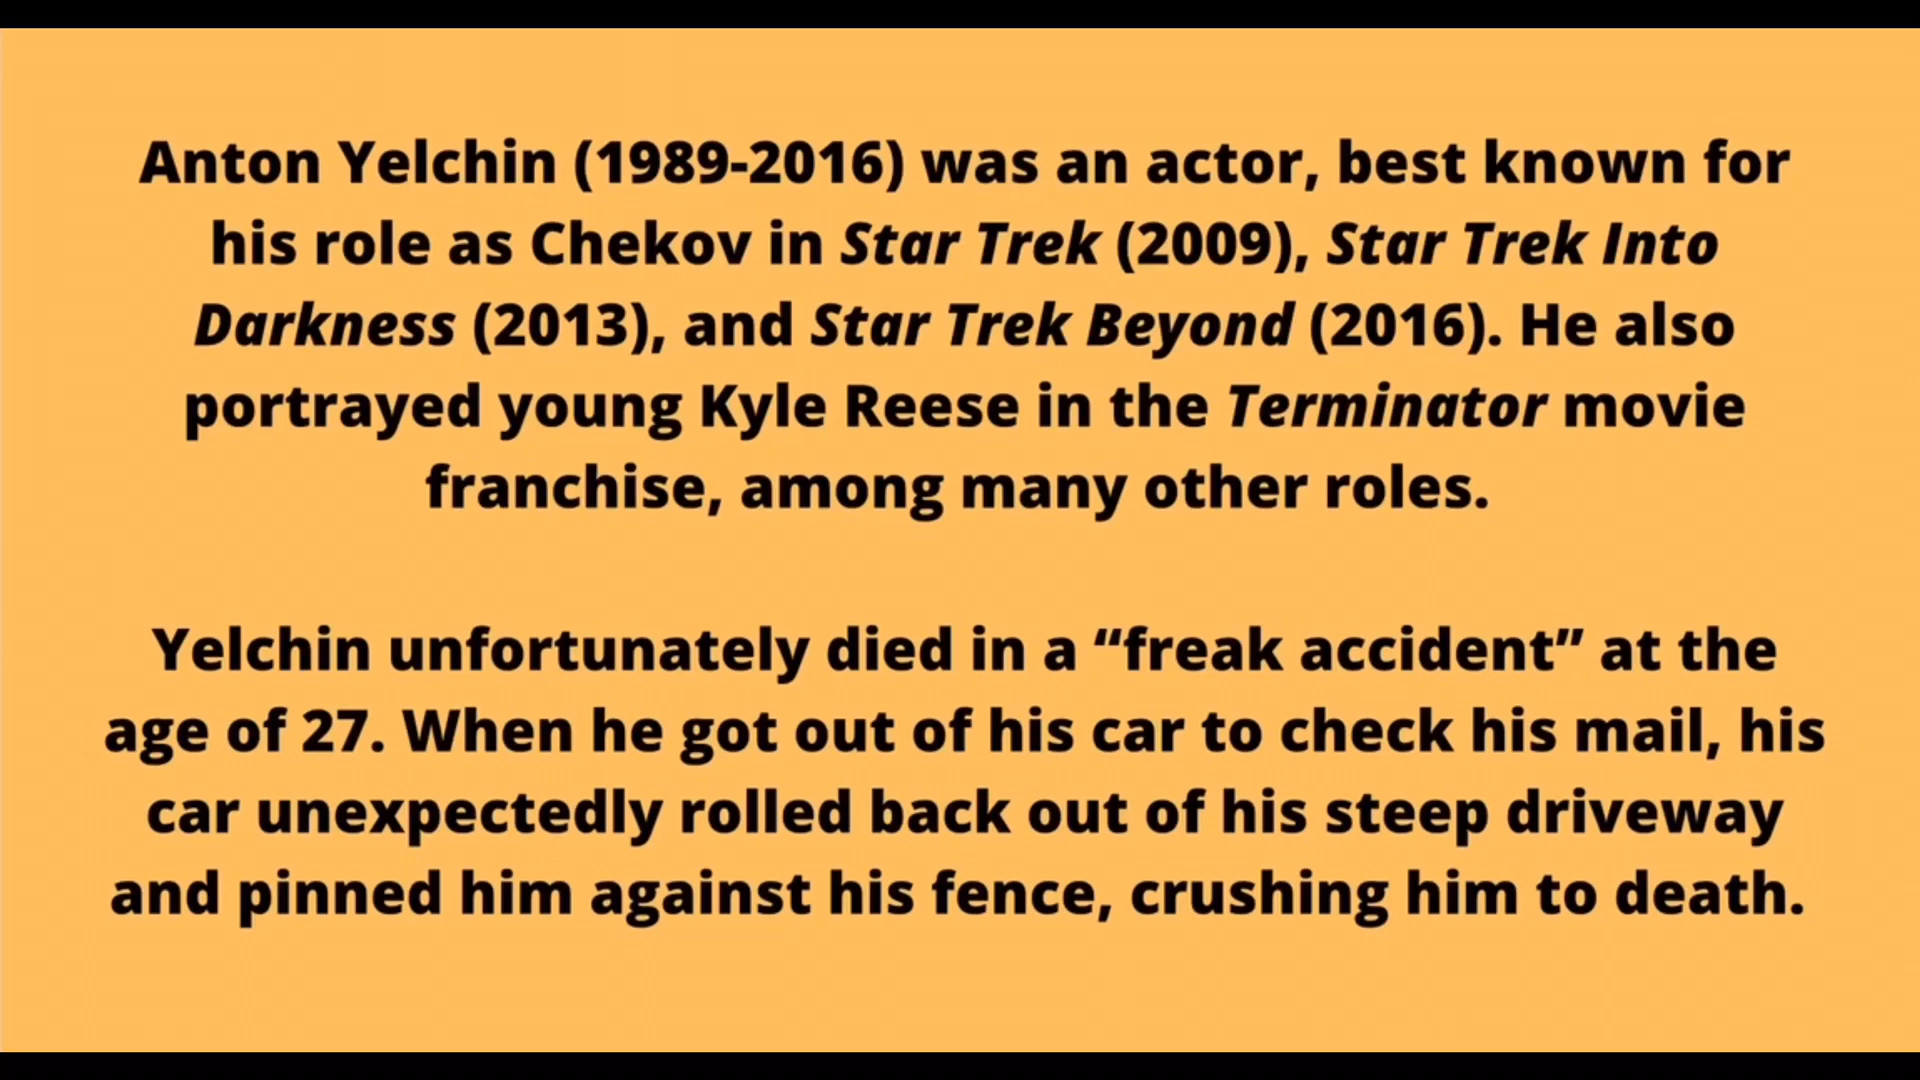 Anton Yelchin (1989-2016) was an actor, best known for
his role as Chekov in Star Trek (2009), Star Trek Into
Darkness (2013), and Star Trek Beyond (2016). He also
portrayed young Kyle Reese in the Terminator movie
franchise, among many other roles.
Yelchin unfortunately died in a “freak accident” at the
age of 27. When he got out of his car to check his mail, his
car unexpectedly rolled back out of his steep driveway
and pinned him against his fence, crushing him to death.